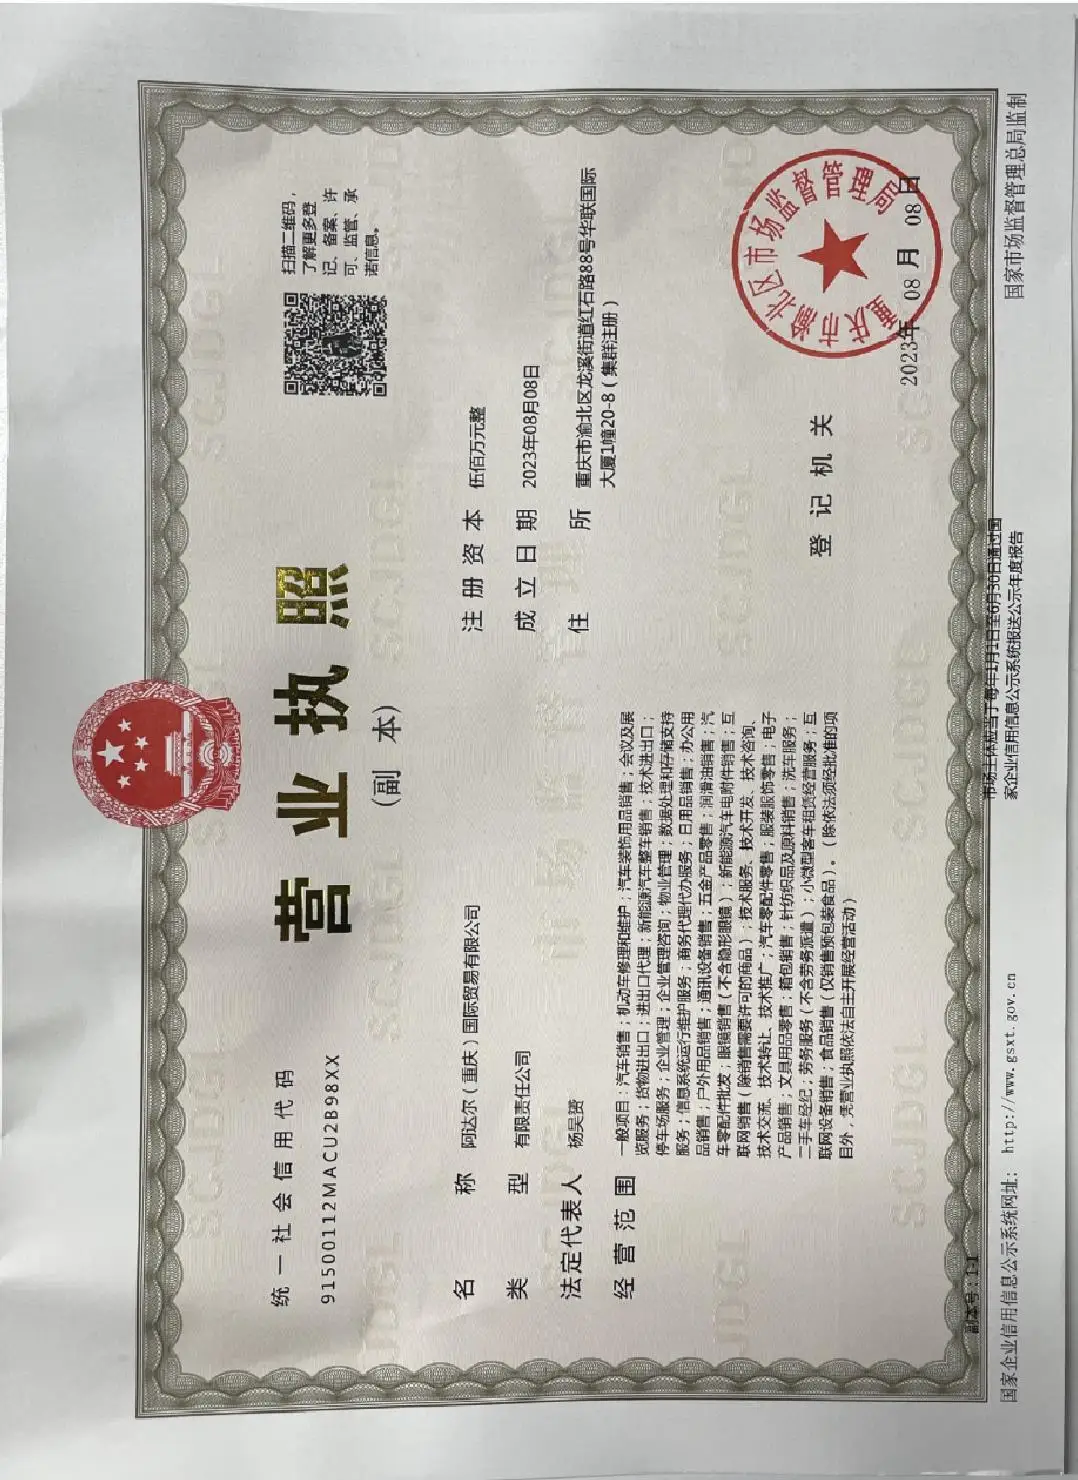 统一社会信用代码
91500112MACU2B98XX
营业执照
(副 本)
扫描二维码，
了解更多登
记、备案、许
可、监管、承
诺信息。
名称 阿达尔（重庆）国际贸易有限公司
类型 有限责任公司
法定代表人 杨昊赟
经营范围 一般项目：汽车销售；机动车修理和维护；汽车装饰用品销售；会议及展
览服务；货物进出口；进出口代理；新能源汽车整车销售；技术进出口；
停车场服务；企业管理；企业管理咨询；物业管理；数据处理和存储支持
服务；信息系统运行维护服务；商务代理代办服务；日用品销售；办公用
品销售；户外用品销售；通讯设备销售；五金产品零售；润滑油销售；汽
车零配件批发；眼镜销售（不含隐形眼镜）；新能源汽车电附件销售；互
联网销售（除销售需要许可的商品）；技术服务、技术开发、技术咨询、
技术交流、技术转让、技术推广；汽车零配件零售；服装服饰零售；电子
产品销售；文具用品零售；箱包销售；针纺织品及原料销售；洗车服务；
二手车经纪；劳务服务（不含劳务派遣）；小微型客车租赁经营服务；互
联网设备销售；食品销售（仅销售预包装食品）。（除依法须经批准的项
目外，凭营业执照依法自主开展经营活动）
注册资本 伍佰万元整
成立日期 2023年08月08日
住所 重庆市渝北区龙溪街道红石路88号华联国际
大厦1幢20-8（集群注册）
登记机关
重庆市渝北区市场监督管理局
2023年 08 月 08 日
副本号：1-1
国家企业信用信息公示系统网址： http://www.gsxt.gov.cn
市场主体应当于每年1月1日至6月30日通过国
家企业信用信息公示系统报送公示年度报告
国家市场监督管理总局监制